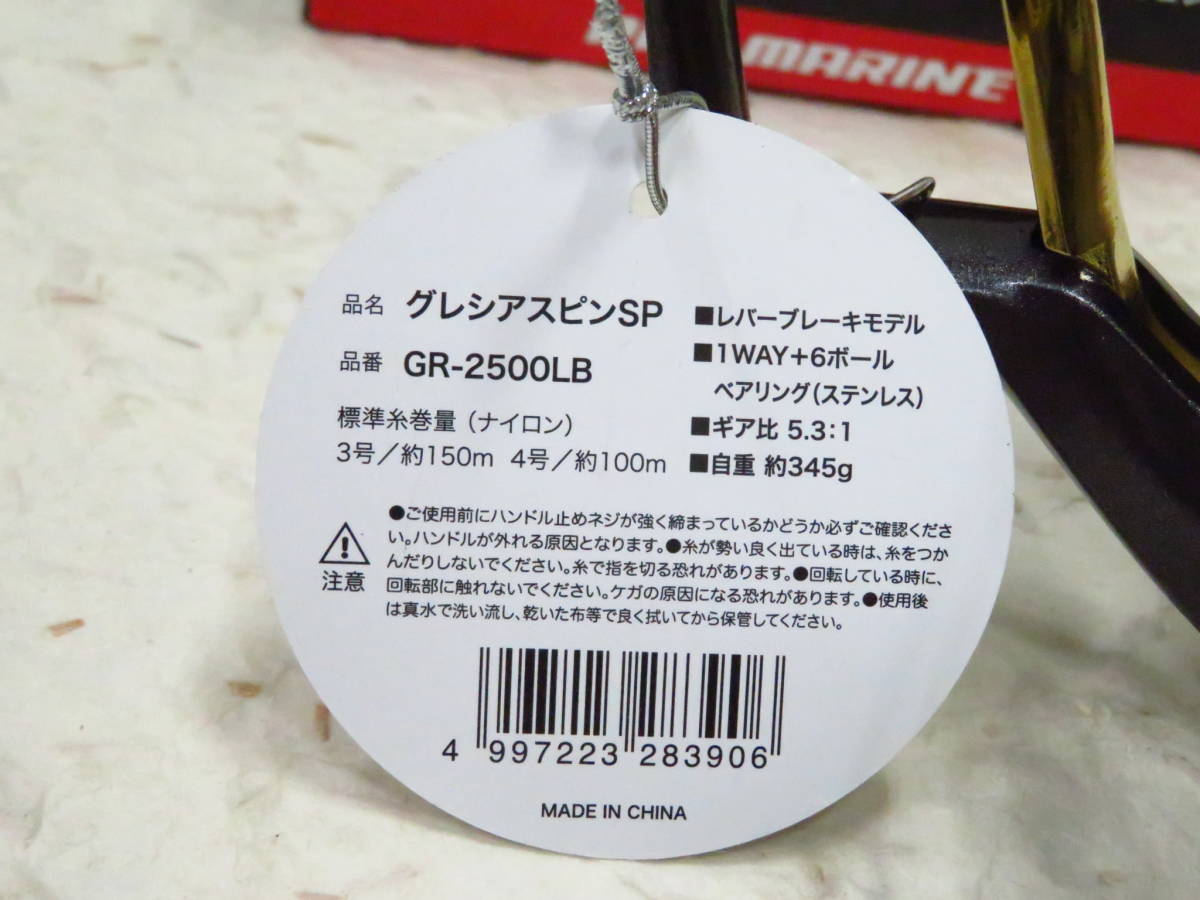 MARINE
品名 グレシアスピンSP
品番 GR-2500LB
標準糸巻量（ナイロン）
3号／約150m 4号／約100m
■レバーブレーキモデル
■1WAY+6ボール
ベアリング（ステンレス）
■ギア比 5.3：1
■自重 約345g
注意
●ご使用前にハンドル止めネジが強く締まっているかどうか必ずご確認くださ
い。ハンドルが外れる原因となります。●糸が勢い良く出ている時は、糸をつか
んだりしないでください。糸で指を切る恐れがあります。●回転している時に、
回転部に触れないでください。ケガの原因になる恐れがあります。●使用後
は真水で洗い流し、乾いた布等で良く拭いてから保管してください。
4 997223 283906
MADE IN CHINA